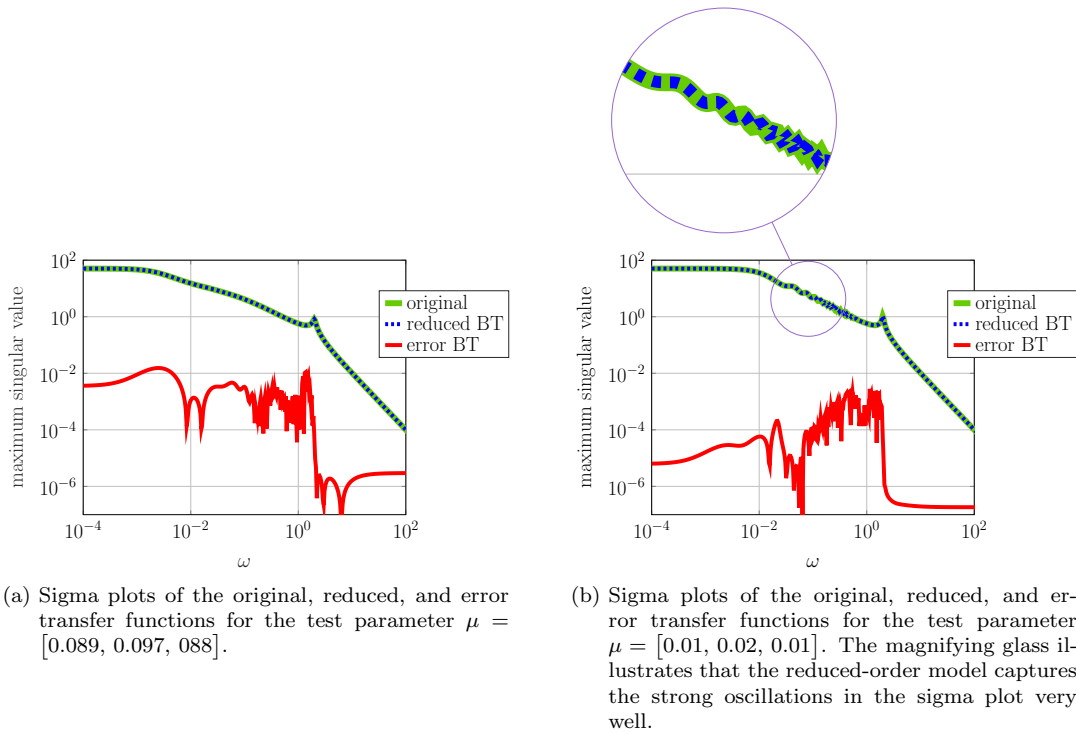 maximum singular value
10^2
10^0
10^−2
10^−4
10^−6
10^−4
10^−2
10^0
10^2
ω
original
reduced BT
error BT
(a) Sigma plots of the original, reduced, and error
transfer functions for the test parameter μ =
[0.089, 0.097, 088].
maximum singular value
10^2
10^0
10^−2
10^−4
10^−6
10^−4
10^−2
10^0
10^2
ω
original
reduced BT
error BT
(b) Sigma plots of the original, reduced, and er-
ror transfer functions for the test parameter
μ = [0.01, 0.02, 0.01]. The magnifying glass il-
lustrates that the reduced-order model captures
the strong oscillations in the sigma plot very
well.